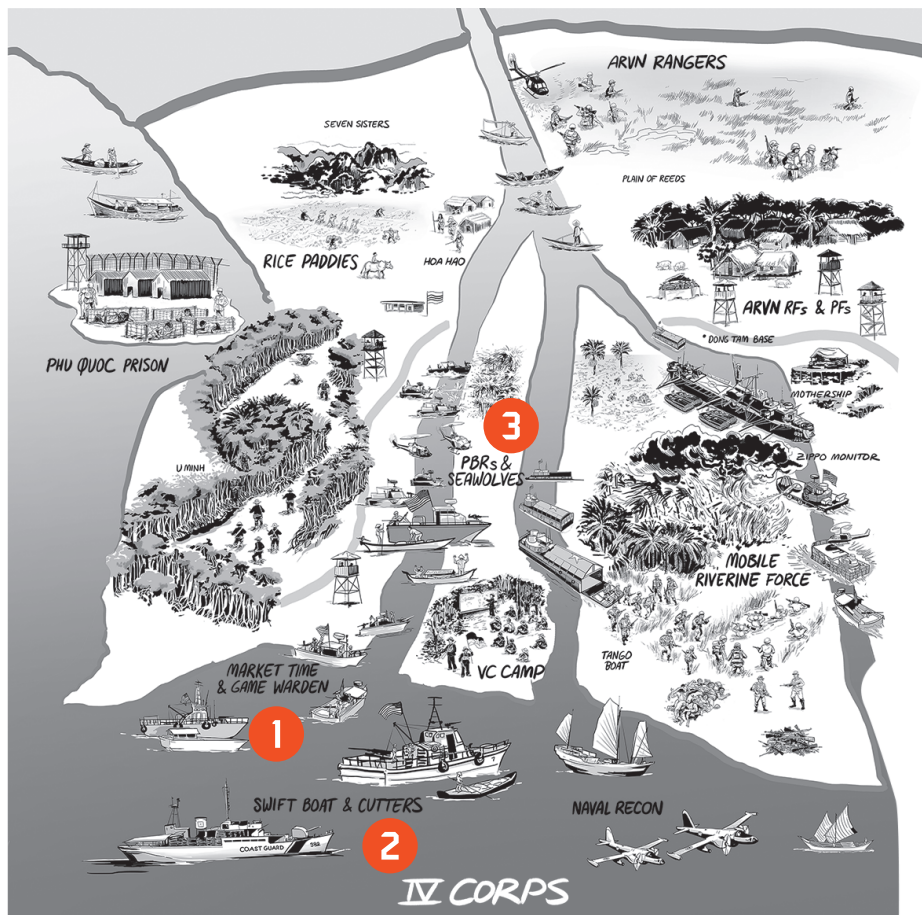 ARVN RANGERS
SEVEN SISTERS
PLAIN OF REEDS
RICE PADDIES
HOA HAO
ARVN RFs & PFs
PHU QUOC PRISON
* DONG TAM BASE
MOTHERSHIP
3
ZIPPO MONITOR
PBRs &
SEAWOLVES
U MINH
MOBILE
RIVERINE FORCE
TANGO
BOAT
MARKET TIME
& GAME WARDEN
VC CAMP
1
SWIFT BOAT & CUTTERS
NAVAL RECON
COAST GUARD
2
IV CORPS